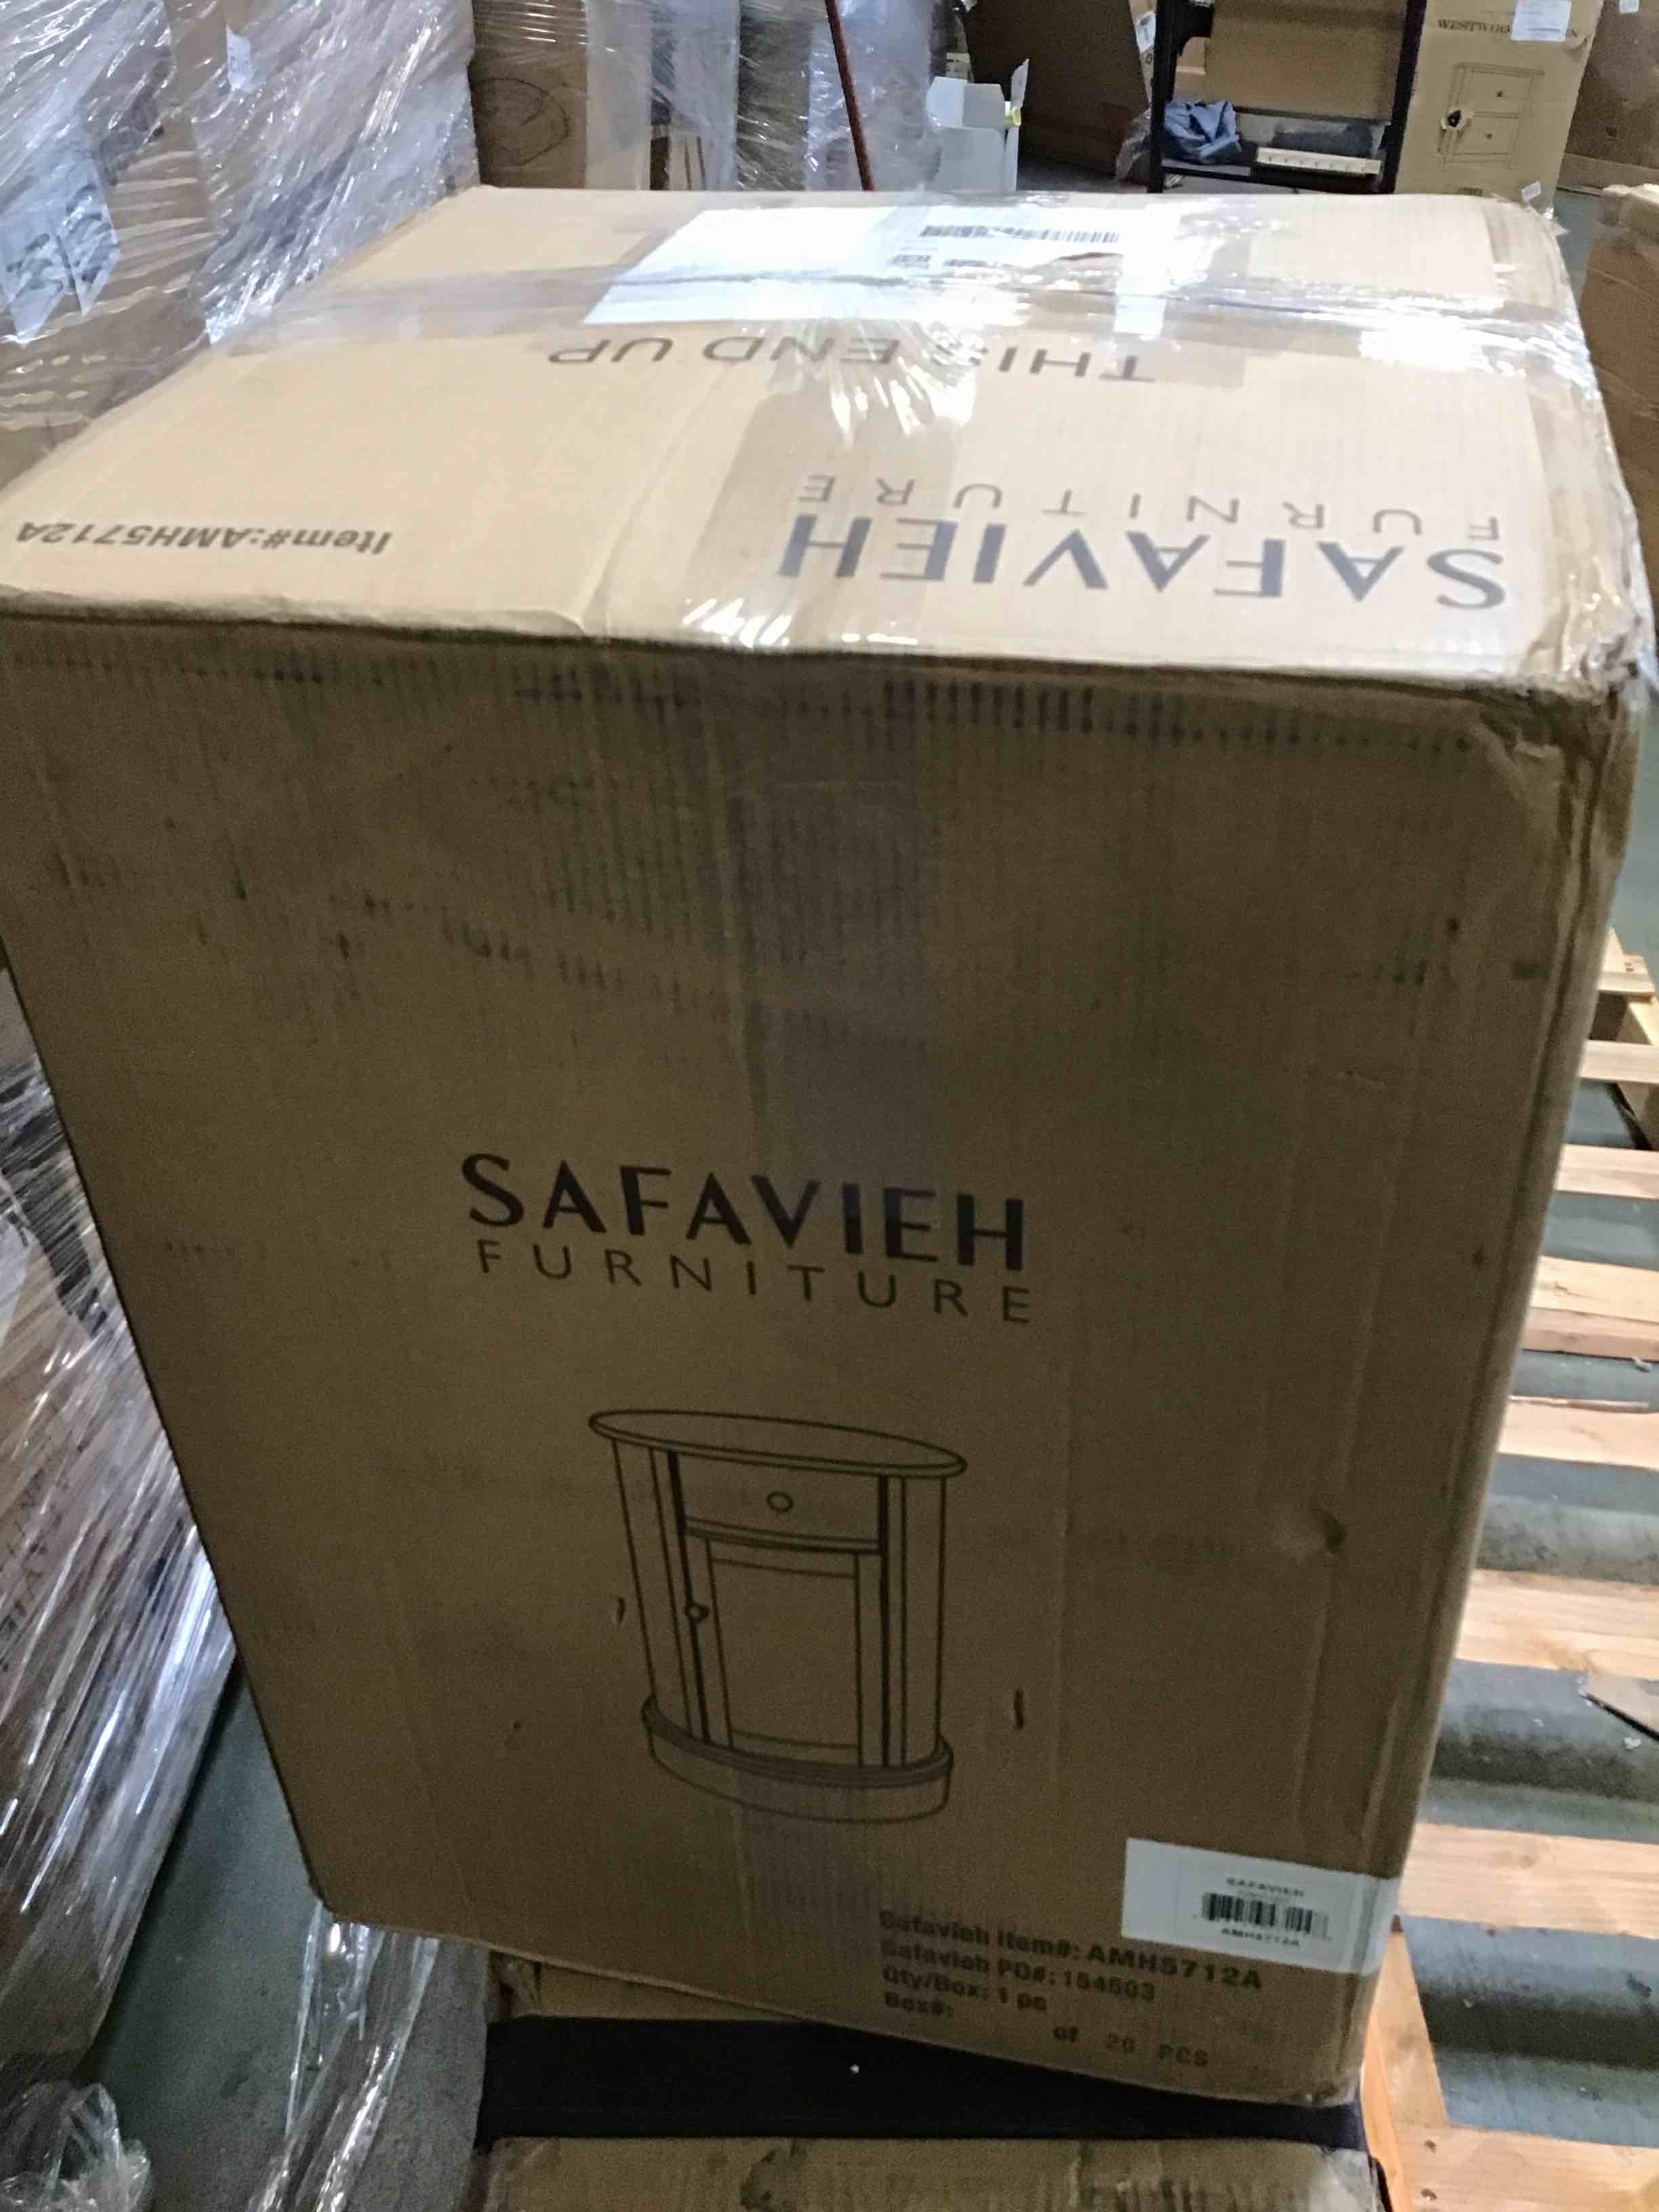 WESTWOOD
THIS END UP
SAFAVIEH
FURNITURE
Item#:AMH5712A
SAFAVIEH
FURNITURE
SAFAVIEH
AMH5712A
Safavieh Item#: AMH5712A
Safavieh PO#: 154503
Qty/Box: 1 pc
Box#: of 20 PCS